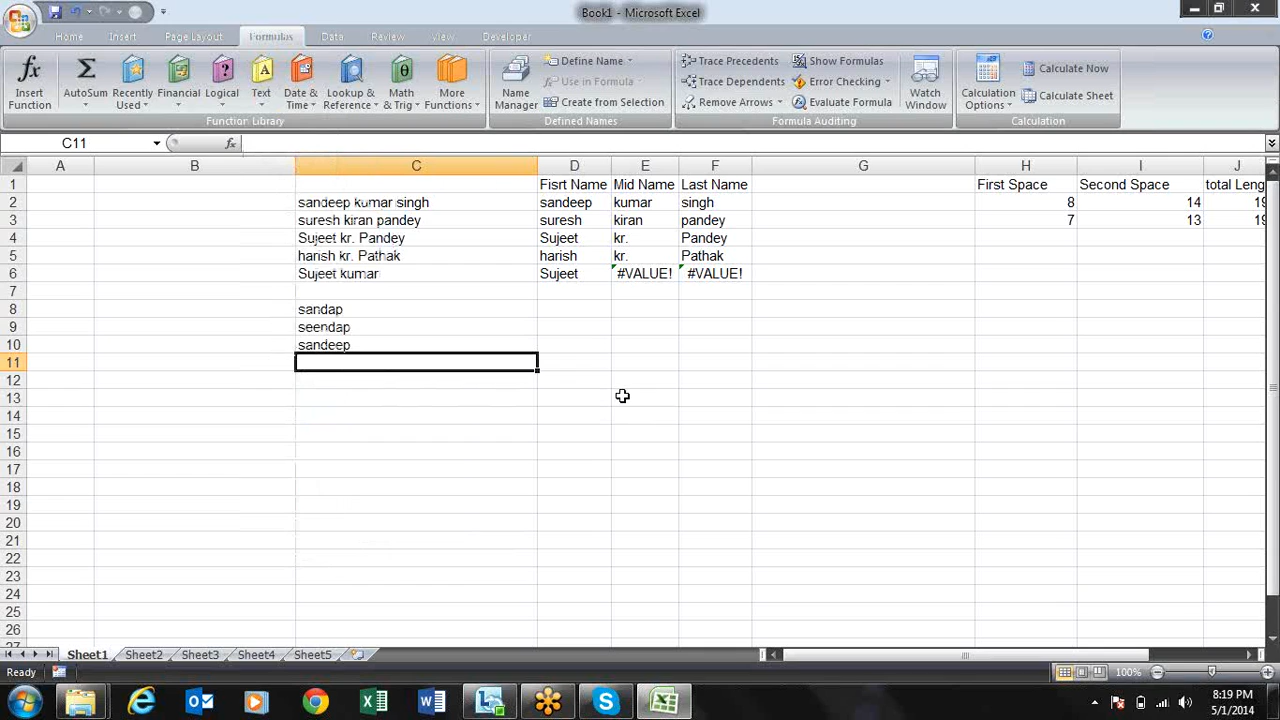 Book1 - Microsoft Excel
Home Insert Page Layout Formulas Data Review View Developer
fx Σ A ? θ
Insert Function AutoSum Recently Used Financial Logical Text Date & Time Lookup & Reference Math & Trig More Functions
Function Library
Name Manager Define Name Use in Formula Create from Selection
Defined Names
Trace Precedents Trace Dependents Remove Arrows Show Formulas Error Checking Evaluate Formula Watch Window
Formula Auditing
Calculation Options Calculate Now Calculate Sheet
Calculation
C11 fx
A B C D E F G H I J
1 Fisrt Name Mid Name Last Name First Space Second Space total Leng
2 sandeep kumar singh sandeep kumar singh 8 14 19
3 suresh kiran pandey suresh kiran pandey 7 13 19
4 Sujeet kr. Pandey Sujeet kr. Pandey
5 harish kr. Pathak harish kr. Pathak
6 Sujeet kumar Sujeet #VALUE! #VALUE!
7
8 sandap
9 seendap
10 sandeep
11
12
13
14
15
16
17
18
19
20
21
22
23
24
25
26
27
Sheet1 Sheet2 Sheet3 Sheet4 Sheet5
Ready 100%
8:19 PM
5/1/2014